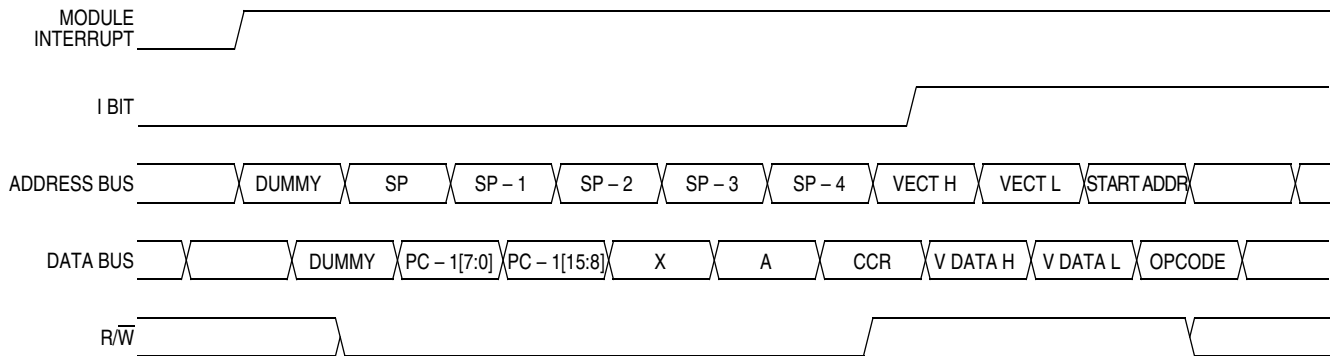 MODULE
INTERRUPT
I BIT
ADDRESS BUS DUMMY SP SP – 1 SP – 2 SP – 3 SP – 4 VECT H VECT L START ADDR
DATA BUS DUMMY PC – 1[7:0] PC – 1[15:8] X A CCR V DATA H V DATA L OPCODE
R/W̅